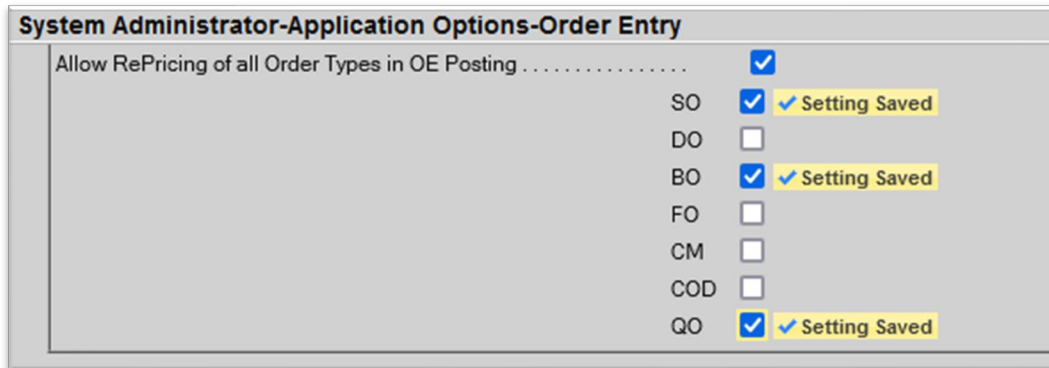 System Administrator-Application Options-Order Entry
Allow RePricing of all Order Types in OE Posting . . . . . . . . . . . . . . . .
SO Setting Saved
DO
BO Setting Saved
FO
CM
COD
QO Setting Saved